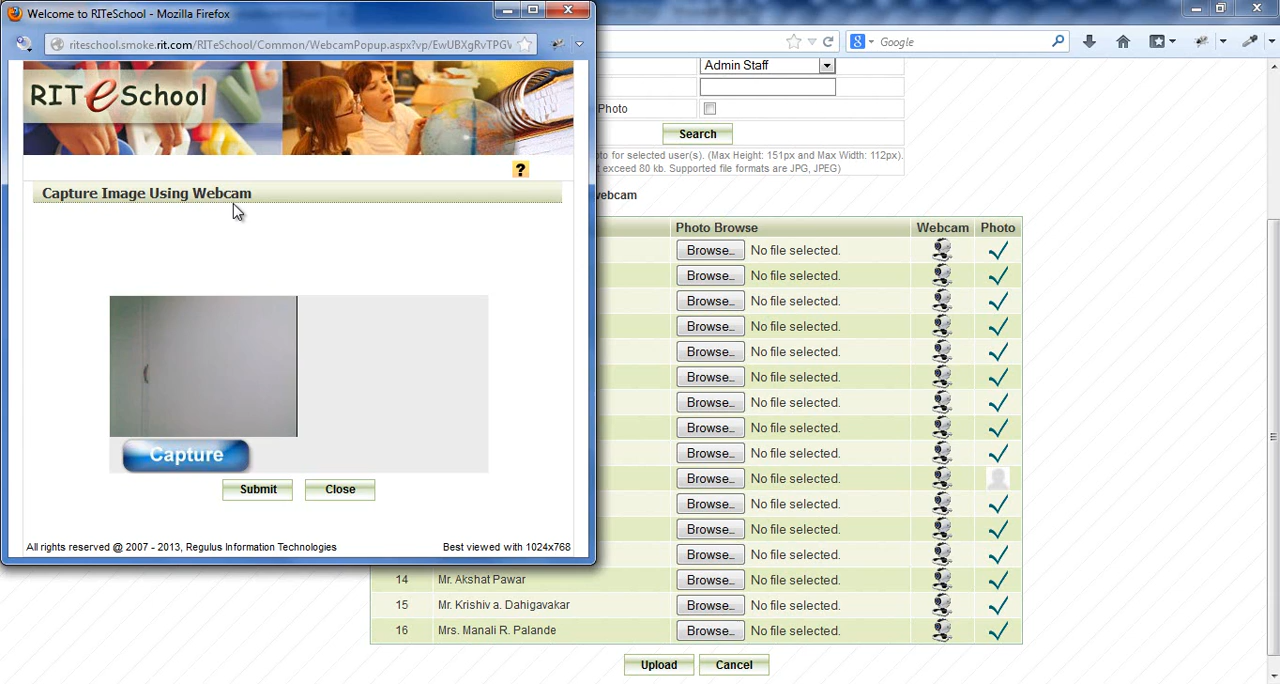 Welcome to RITeSchool - Mozilla Firefox
riteschool.smoke.rit.com/RITeSchool/Common/WebcamPopup.aspx?vp/EwUBXgRvTPGV
Google
RITeSchool
?
Capture Image Using Webcam
Capture
Submit Close
All rights reserved @ 2007 - 2013, Regulus Information Technologies Best viewed with 1024x768
Admin Staff
Photo
Search
for selected user(s). (Max Height: 151px and Max Width: 112px).
exceed 80 kb. Supported file formats are JPG, JPEG)
webcam
Photo Browse Webcam Photo
Browse... No file selected.
Browse... No file selected.
Browse... No file selected.
Browse... No file selected.
Browse... No file selected.
Browse... No file selected.
Browse... No file selected.
Browse... No file selected.
Browse... No file selected.
Browse... No file selected.
Browse... No file selected.
Browse... No file selected.
Browse... No file selected.
14 Mr. Akshat Pawar Browse... No file selected.
15 Mr. Krishiv a. Dahigavakar Browse... No file selected.
16 Mrs. Manali R. Palande Browse... No file selected.
Upload Cancel